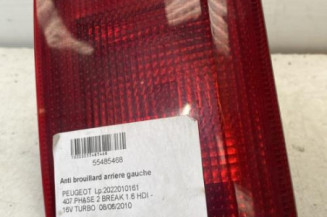 55485468
Anti brouillard arriere gauche
PEUGEOT Lp.2022010161
407 PHASE 2 BREAK 1.6 HDI -
16V TURBO 08/06/2010